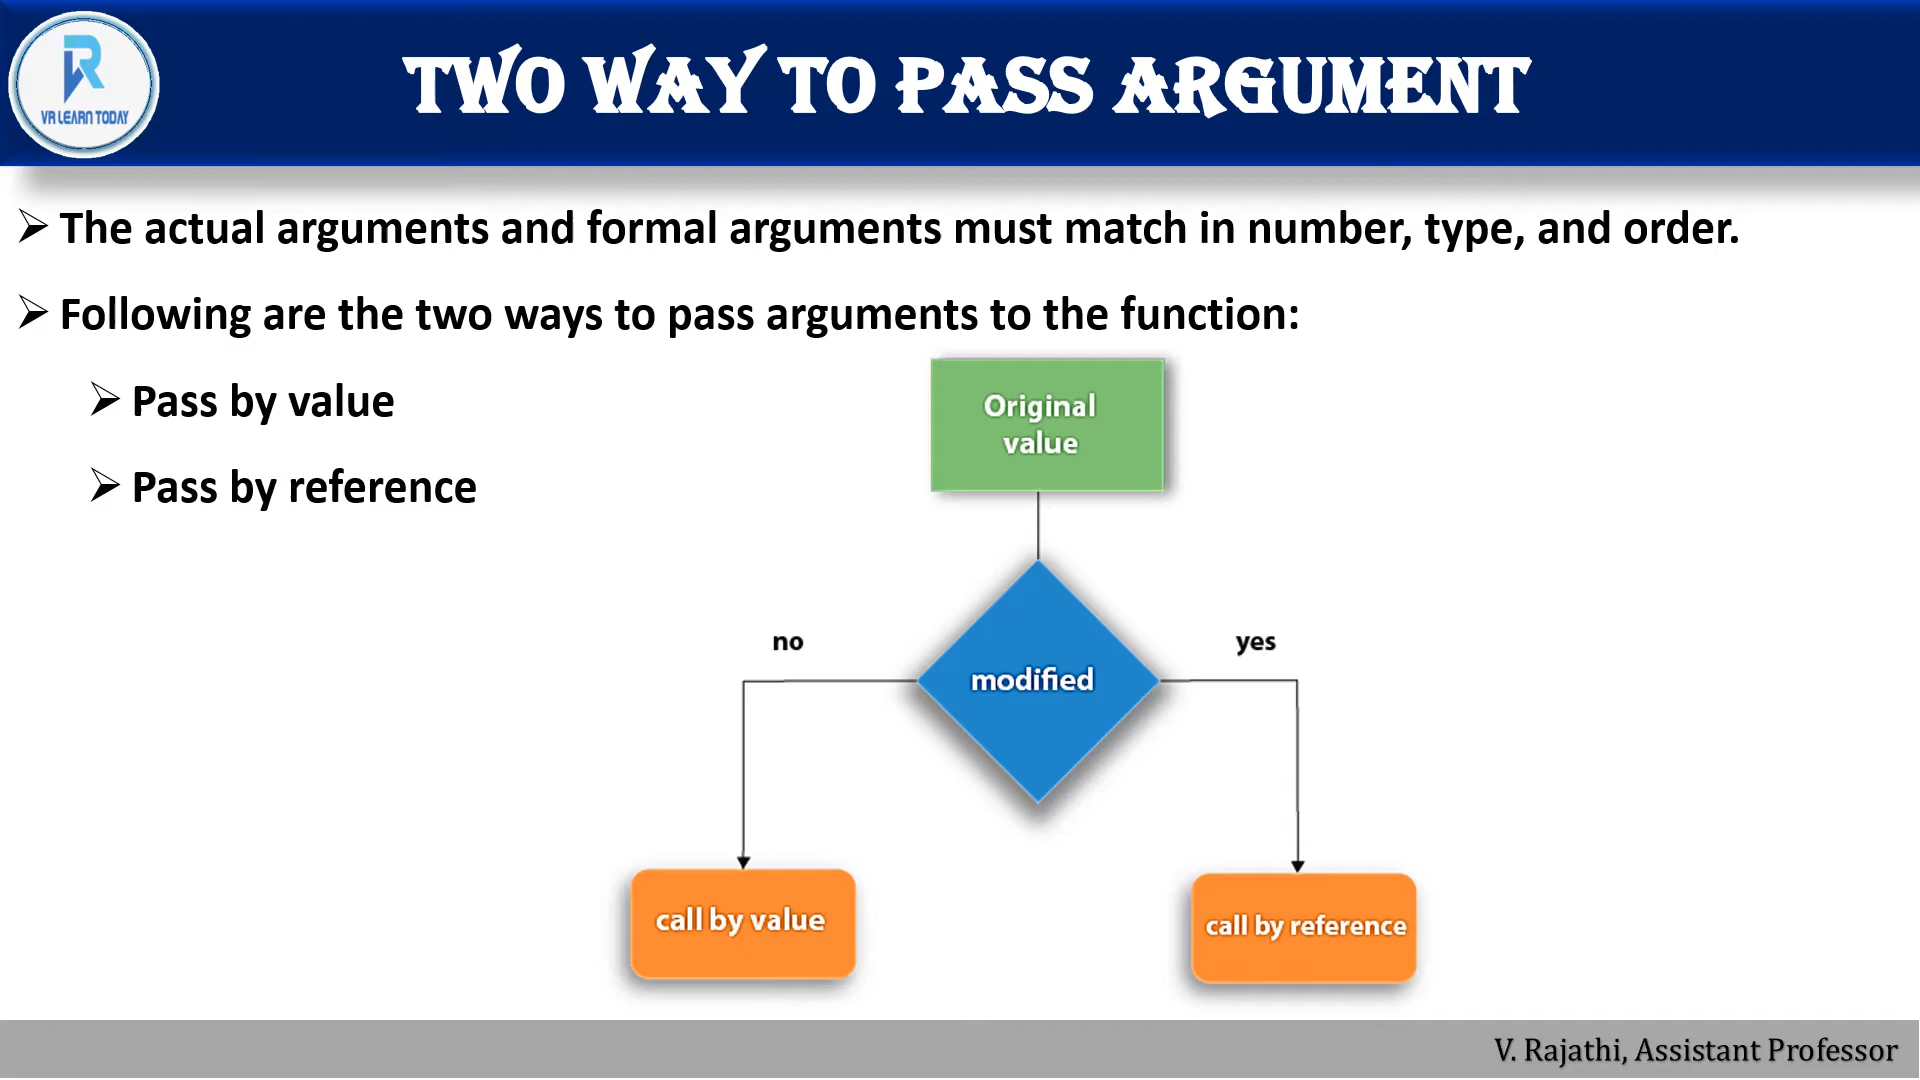 VR LEARN TODAY
TWO WAY TO PASS ARGUMENT
The actual arguments and formal arguments must match in number, type, and order.
Following are the two ways to pass arguments to the function:
Pass by value
Pass by reference
Original
value
no
modified
yes
call by value
call by reference
V. Rajathi, Assistant Professor